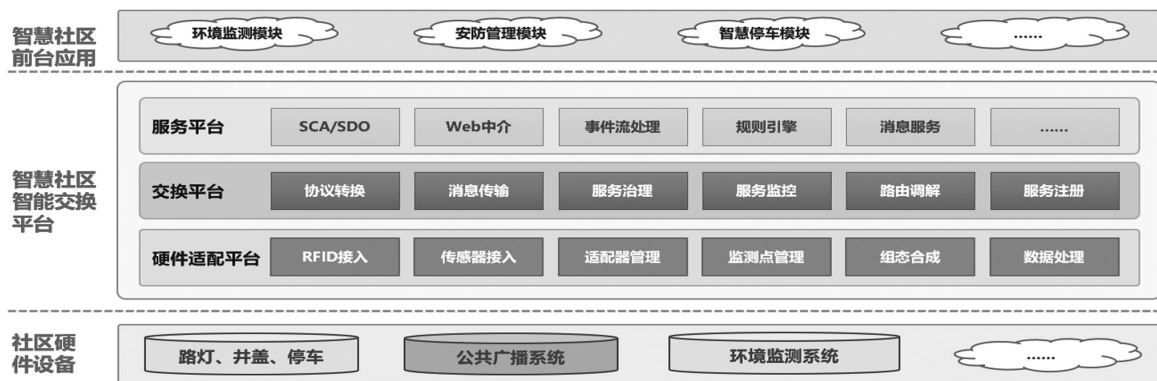 智慧社区
前台应用
环境监测模块 安防管理模块 智慧停车模块 ......
智慧社区
智能交换
平台
服务平台 SCA/SDO Web中介 事件流处理 规则引擎 消息服务 ......
交换平台 协议转换 消息传输 服务治理 服务监控 路由调解 服务注册
硬件适配平台 RFID接入 传感器接入 适配器管理 监测点管理 组态合成 数据处理
社区硬
件设备
路灯、井盖、停车 公共广播系统 环境监测系统 ......